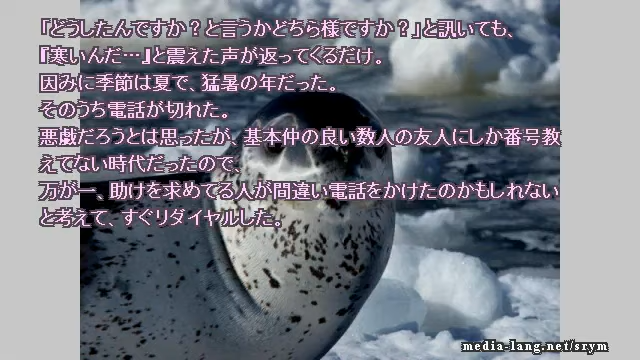 「どうしたんですか？と言うかどちら様ですか？」と訊いても、
『寒いんだ…』と震えた声が返ってくるだけ。
因みに季節は夏で、猛暑の年だった。
そのうち電話が切れた。
悪戯だろうとは思ったが、基本仲の良い数人の友人にしか番号教
えてない時代だったので、
万が一、助けを求めてる人が間違い電話をかけたのかもしれない
と考えて、すぐリダイヤルした。
media-lang.net/srym